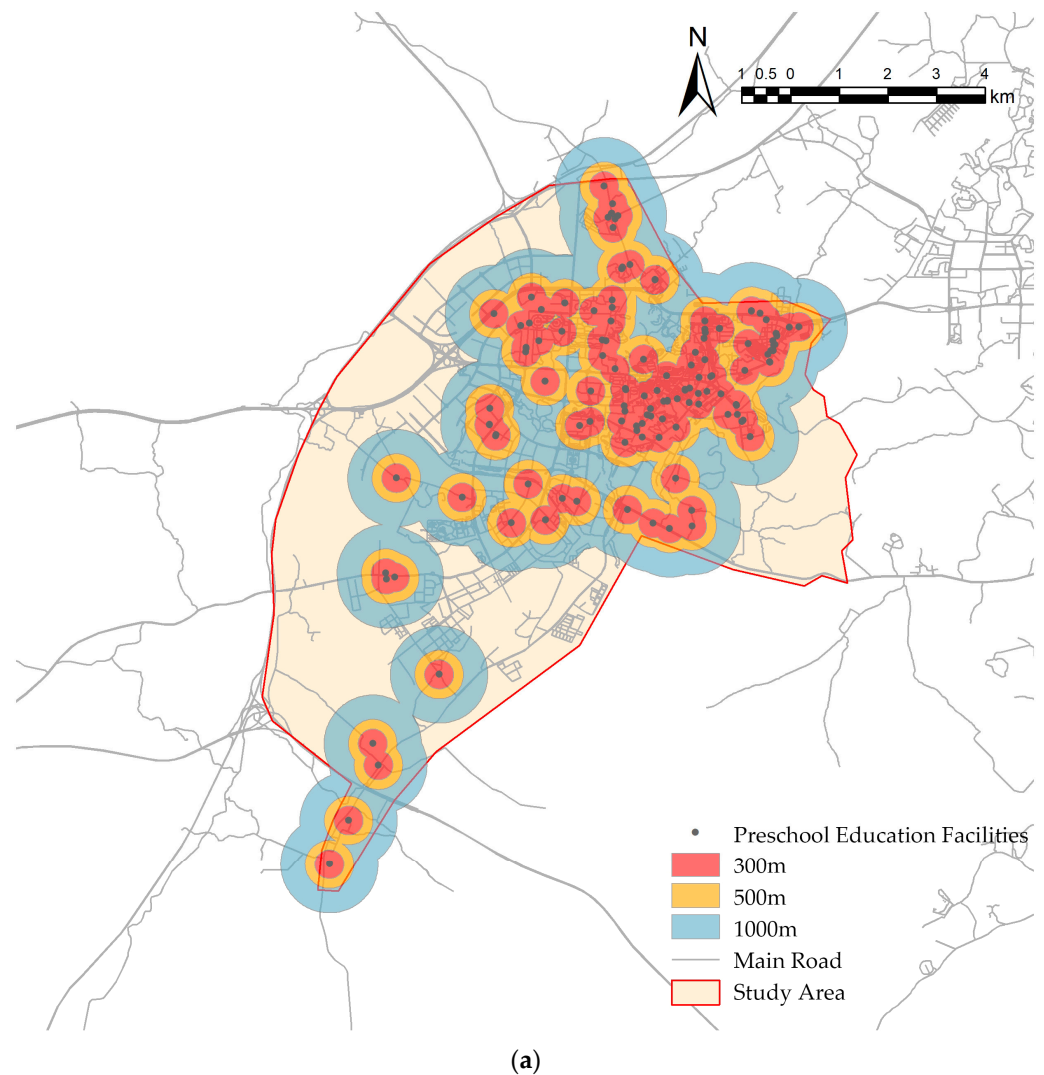 N
1 0.5 0 1 2 3 4
km
Preschool Education Facilities
300m
500m
1000m
Main Road
Study Area
(a)